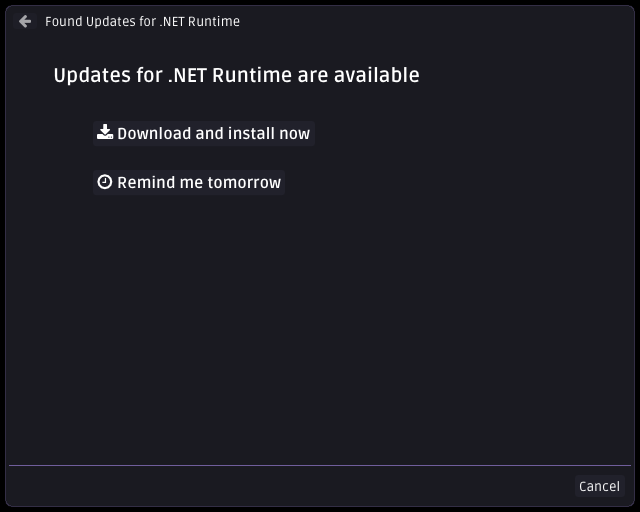 Found Updates for .NET Runtime
Updates for .NET Runtime are available
Download and install now
Remind me tomorrow
Cancel